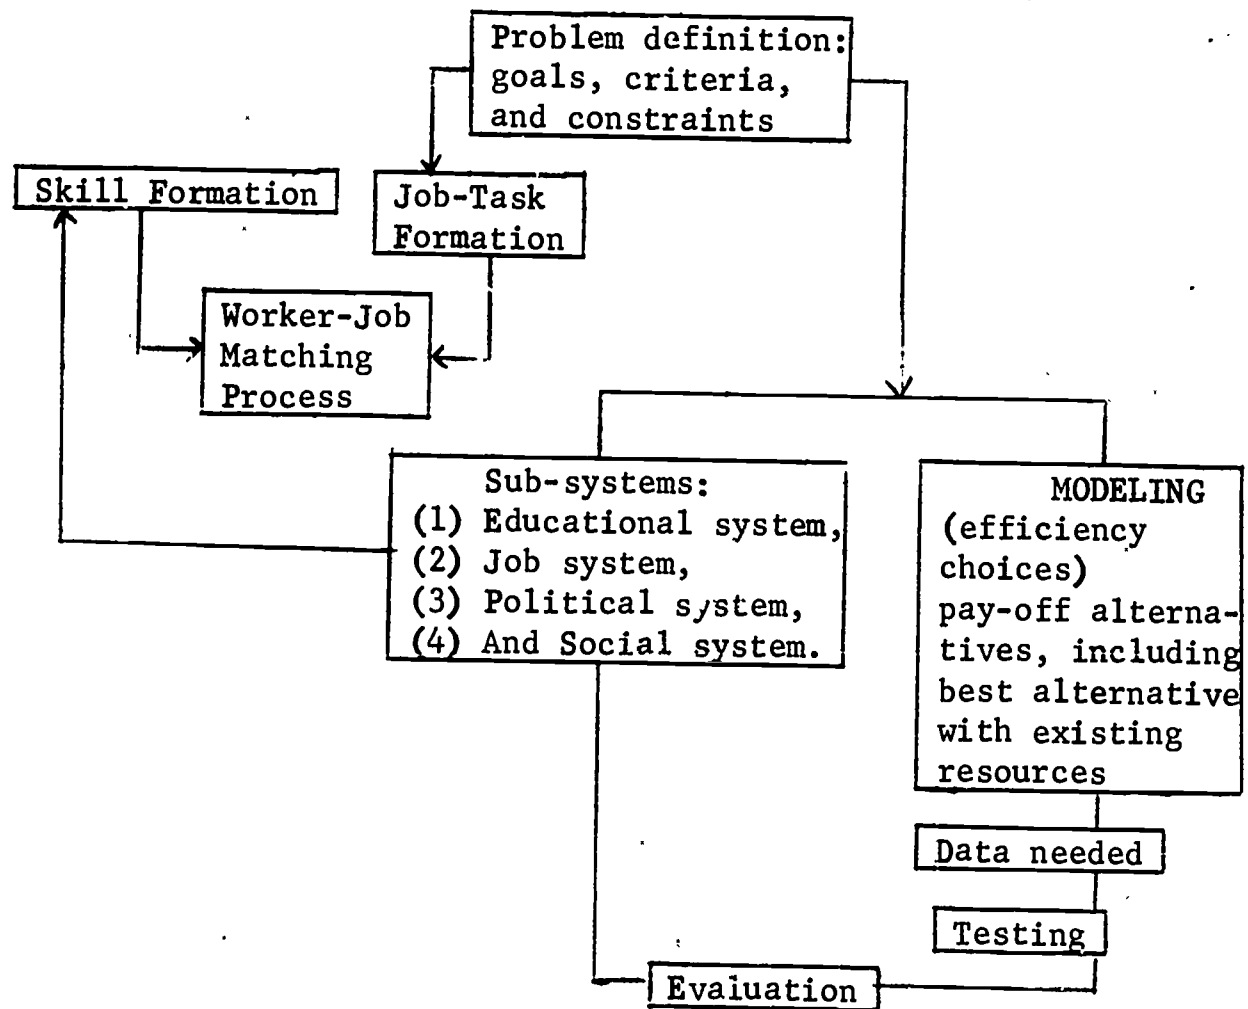 Problem definition:
goals, criteria,
and constraints
Skill Formation
Job-Task
Formation
Worker-Job
Matching
Process
Sub-systems:
(1) Educational system,
(2) Job system,
(3) Political system,
(4) And Social system.
MODELING
(efficiency
choices)
pay-off alterna-
tives, including
best alternative
with existing
resources
Data needed
Testing
Evaluation